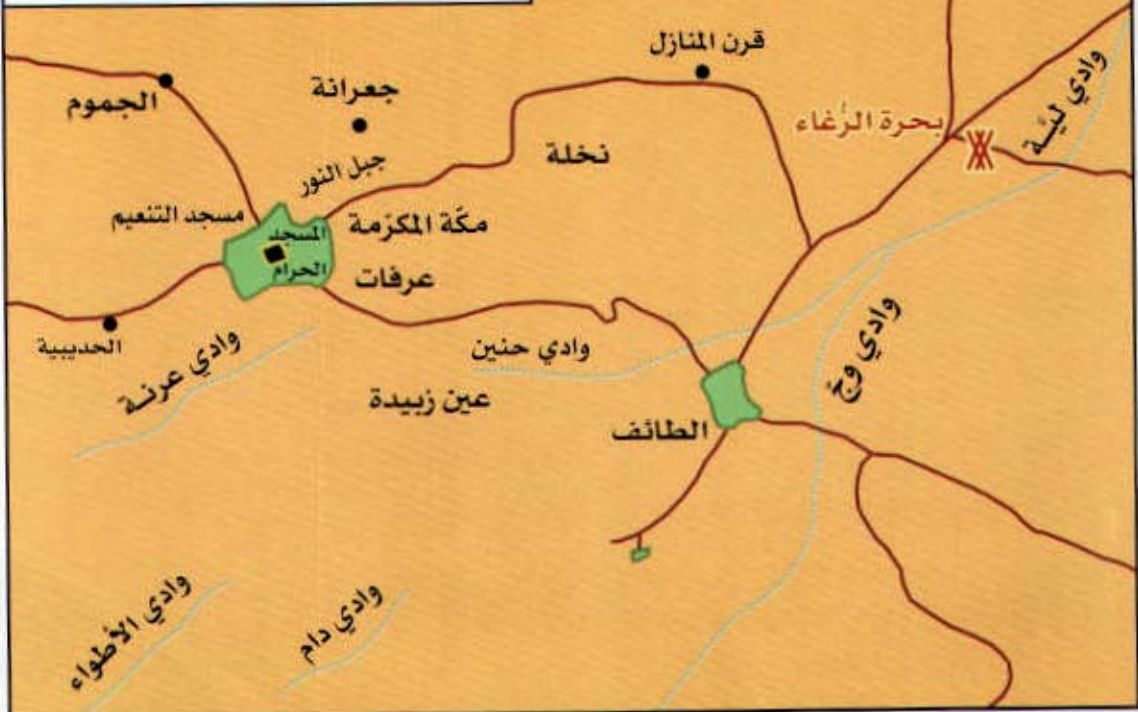 قرن المنازل
وادي ليّة
الجموم
جعرانة
بحرة الرُغاء
نخلة
جبل النور
مسجد التنعيم
مكّة المكرّمة
المسجد
الحرام
عرفات
الحديبية
وادي عرنة
وادي حنين
وادي وجّ
عين زبيدة
الطائف
وادي الأطواء
وادي دام